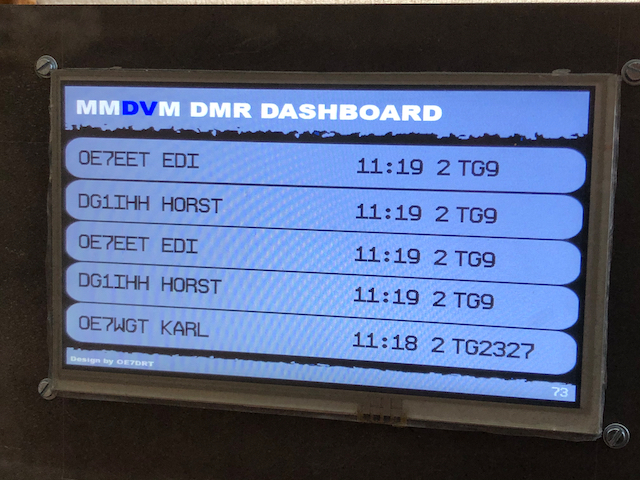 MMDVM DMR DASHBOARD
OE7EET EDI 11:19 2 TG9
DG1IHH HORST 11:19 2 TG9
OE7EET EDI 11:19 2 TG9
DG1IHH HORST 11:19 2 TG9
OE7WGT KARL 11:18 2 TG2327
Design by OE7DRT 73